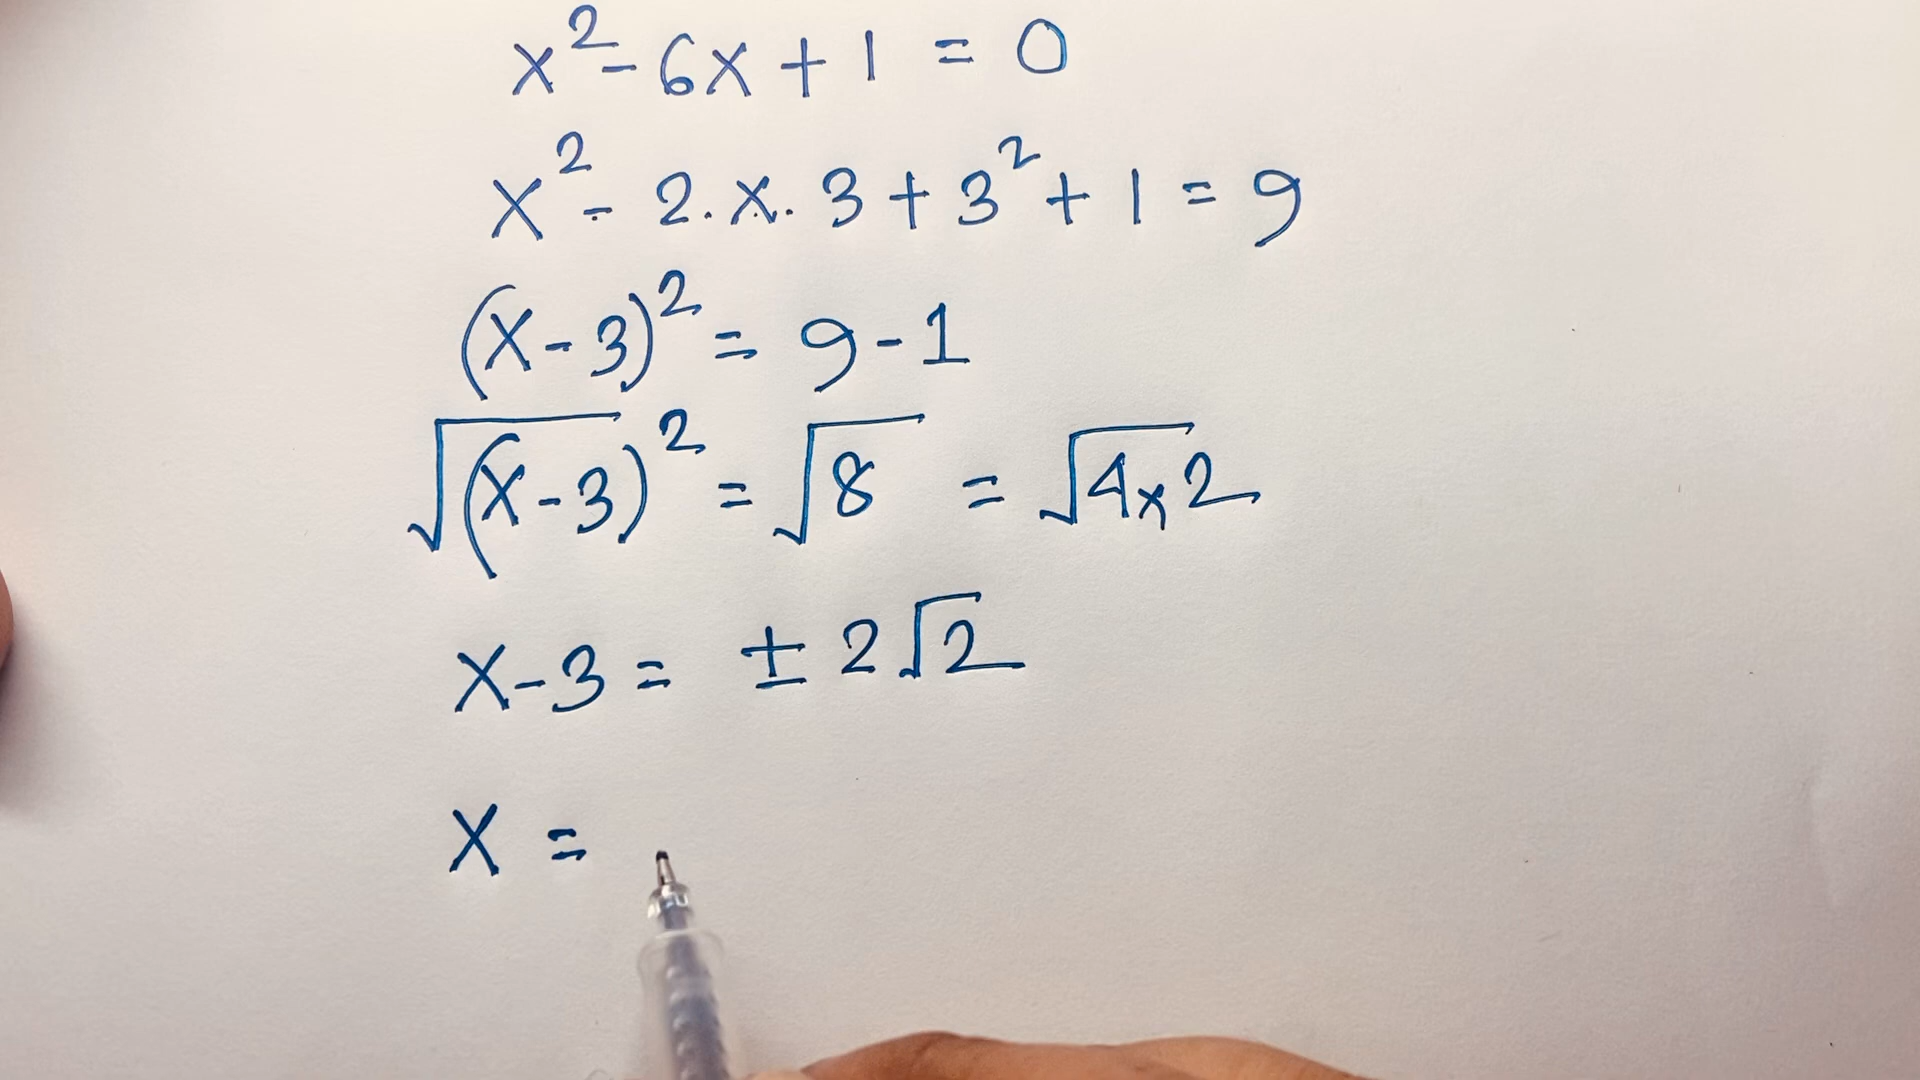 x² - 6x + 1 = 0
x² - 2.x.3 + 3² + 1 = 9
(x-3)² = 9-1
√(x-3)² = √8 = √4x2
x-3 = ± 2√2
x =